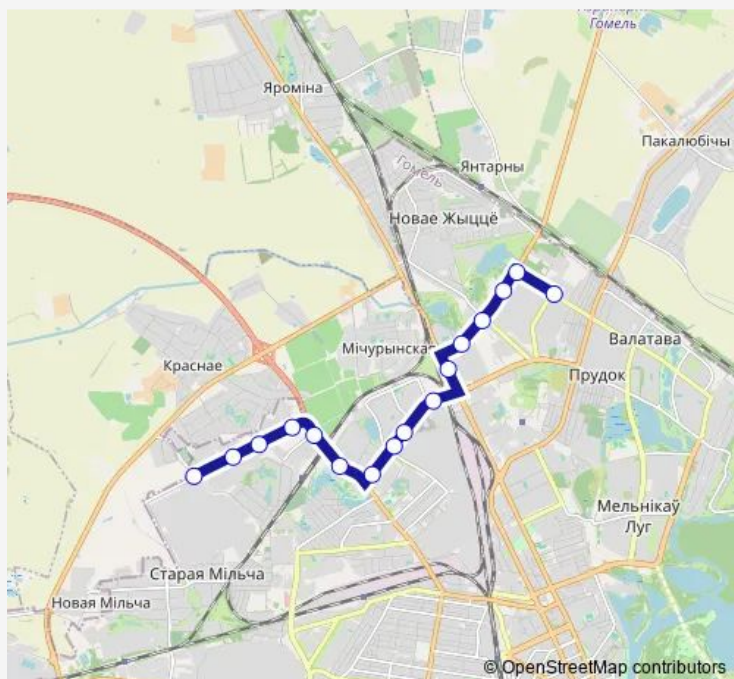 Гомель
Яроміна
Пакалюбічы
Янтарны
Гомель
Новае Жыццё
Валатава
Мічурынская
Краснае
Прудок
Мельнікаў
Луг
Старая Мільча
Новая Мільча
© OpenStreetMap contributors